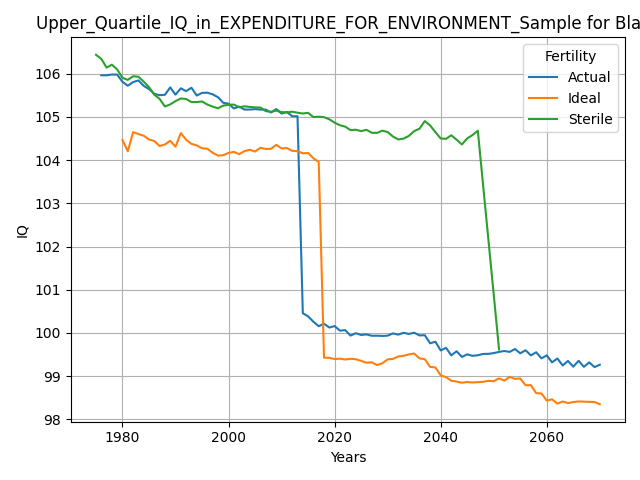 Upper_Quartile_IQ_in_EXPENDITURE_FOR_ENVIRONMENT_Sample for Bla
Fertility
Actual
Ideal
Sterile
IQ
106
105
104
103
102
101
100
99
98
1980
2000
2020
2040
2060
Years